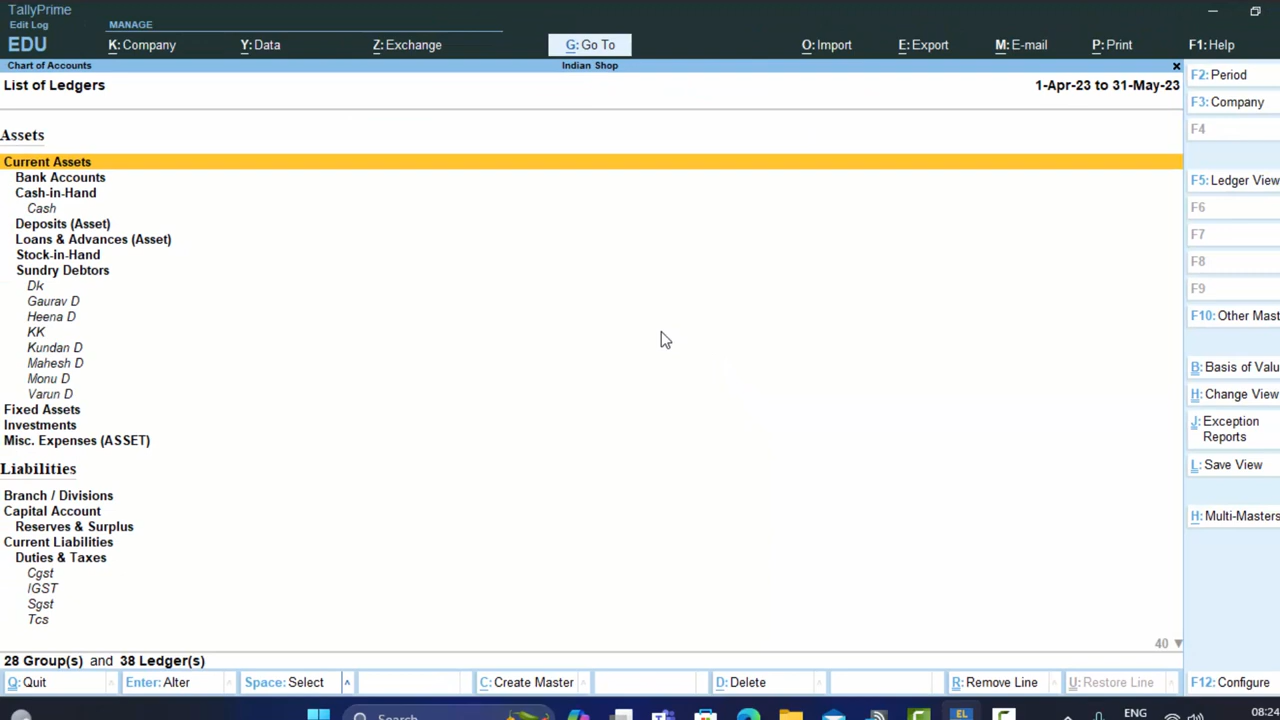 TallyPrime
Edit Log
MANAGE
EDU
K: Company
Y: Data
Z: Exchange
G: Go To
O: Import
E: Export
M: E-mail
P: Print
F1: Help
Chart of Accounts
Indian Shop
List of Ledgers
1-Apr-23 to 31-May-23
Assets
Current Assets
Bank Accounts
Cash-in-Hand
Cash
Deposits (Asset)
Loans & Advances (Asset)
Stock-in-Hand
Sundry Debtors
Dk
Gaurav D
Heena D
KK
Kundan D
Mahesh D
Monu D
Varun D
Fixed Assets
Investments
Misc. Expenses (ASSET)
Liabilities
Branch / Divisions
Capital Account
Reserves & Surplus
Current Liabilities
Duties & Taxes
Cgst
IGST
Sgst
Tcs
40
28 Group(s) and 38 Ledger(s)
F2: Period
F3: Company
F4
F5: Ledger View
F6
F7
F8
F9
F10: Other Mast
B: Basis of Valu
H: Change View
J: Exception
Reports
L: Save View
H: Multi-Masters
Q: Quit
Enter: Alter
Space: Select
C: Create Master
D: Delete
R: Remove Line
U: Restore Line
F12: Configure
Search
EL
ENG
08:24